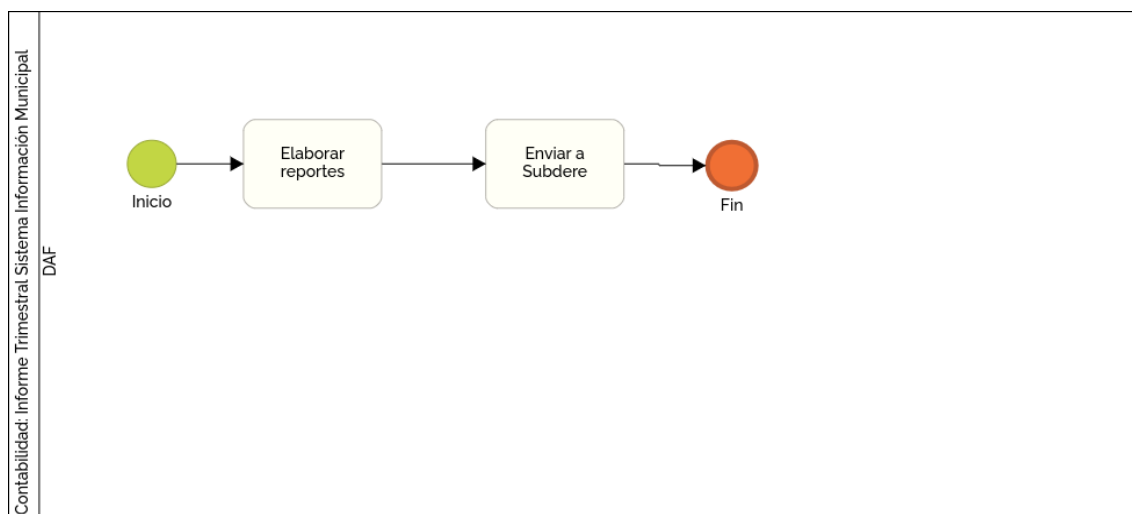 Contabilidad: Informe Trimestral Sistema Información Municipal
DAF
Inicio
Elaborar
reportes
Enviar a
Subdere
Fin